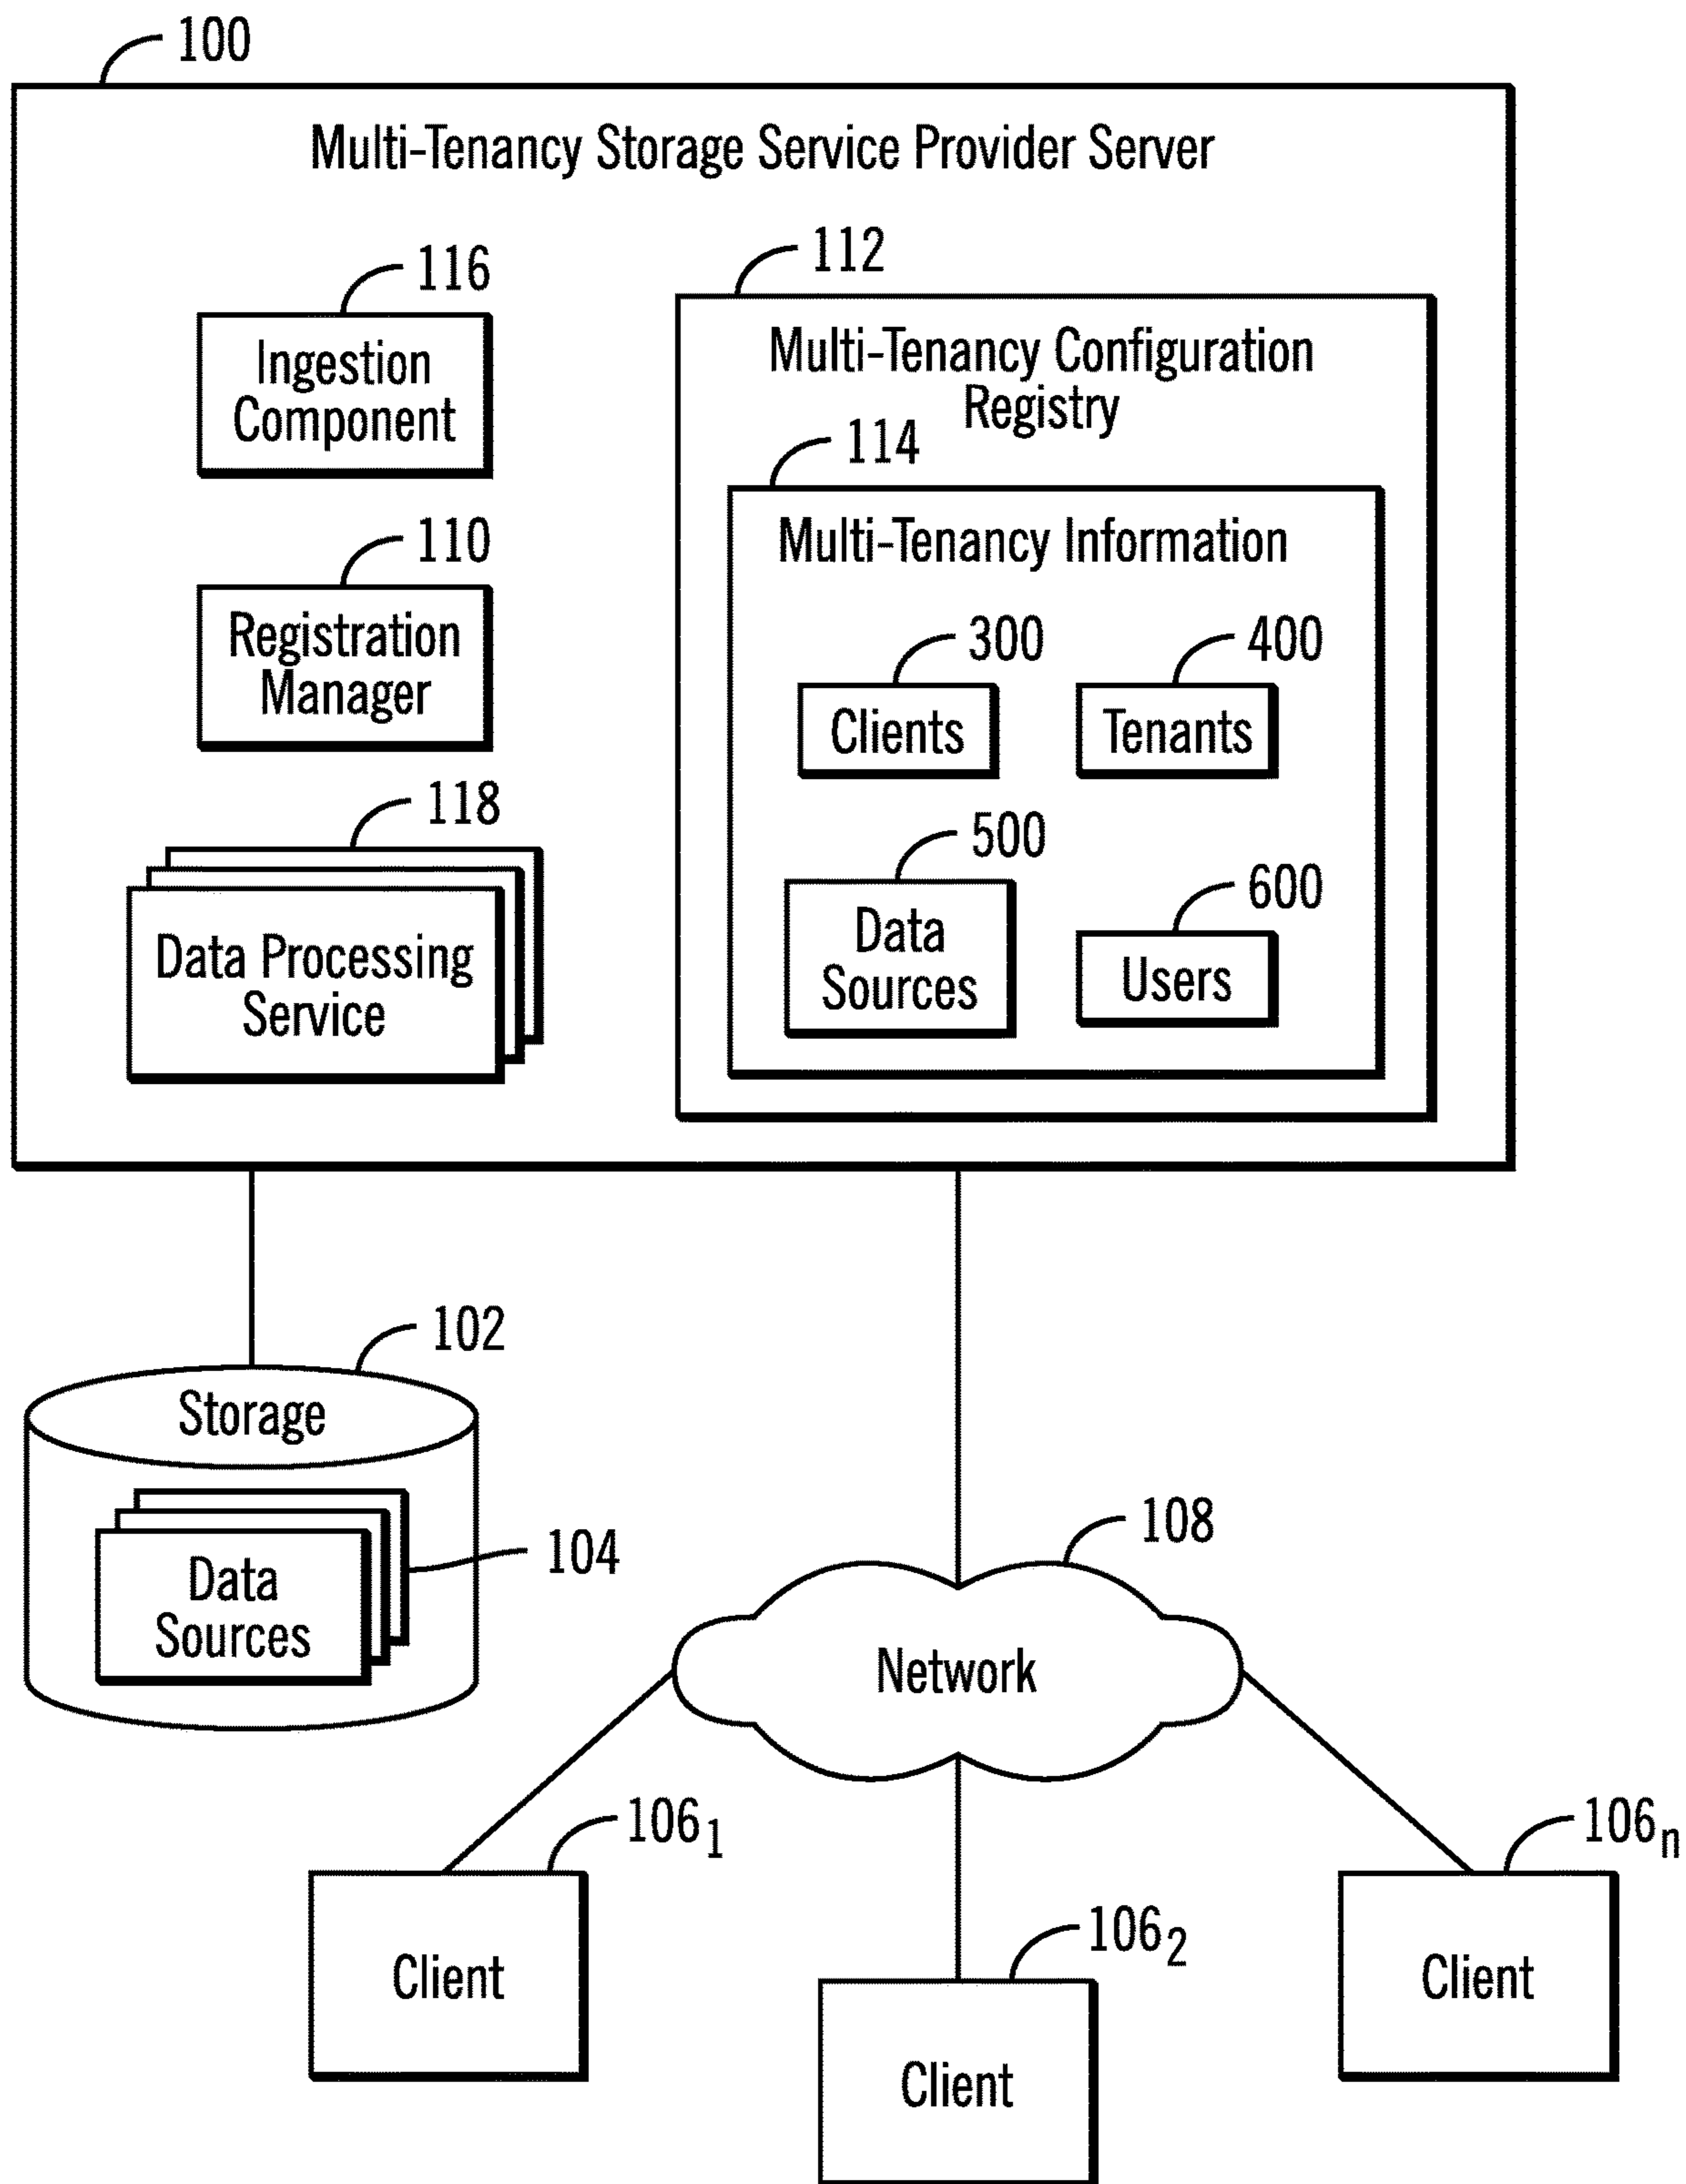 100
Multi-Tenancy Storage Service Provider Server
116
Ingestion
Component
110
Registration
Manager
118
Data Processing
Service
112
Multi-Tenancy Configuration
Registry
114
Multi-Tenancy Information
300
Clients
400
Tenants
500
Data
Sources
600
Users
102
Storage
104
Data
Sources
108
Network
106₁
Client
106₂
Client
106ₙ
Client